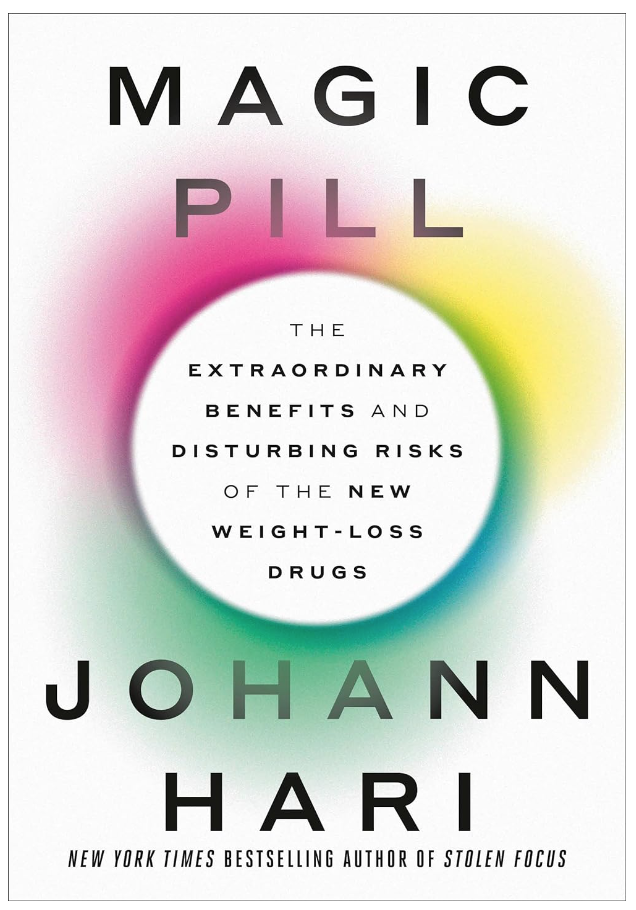 MAGIC
PILL
THE
EXTRAORDINARY
BENEFITS AND
DISTURBING RISKS
OF THE NEW
WEIGHT-LOSS
DRUGS
JOHANN
HARI
NEW YORK TIMES BESTSELLING AUTHOR OF STOLEN FOCUS